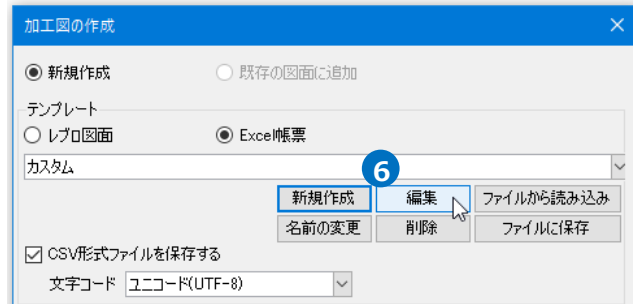 加工図の作成
新規作成 既存の図面に追加
テンプレート
レブロ図面 Excel帳票
カスタム
6
新規作成 編集 ファイルから読み込み
名前の変更 削除 ファイルに保存
CSV形式ファイルを保存する
文字コード ユニコード(UTF-8)